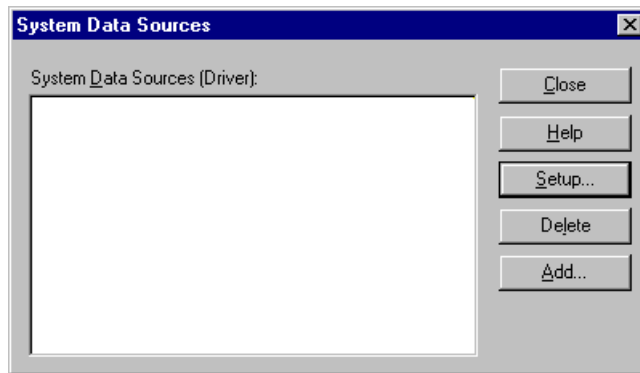 System Data Sources
System Data Sources (Driver):
Close
Help
Setup...
Delete
Add...